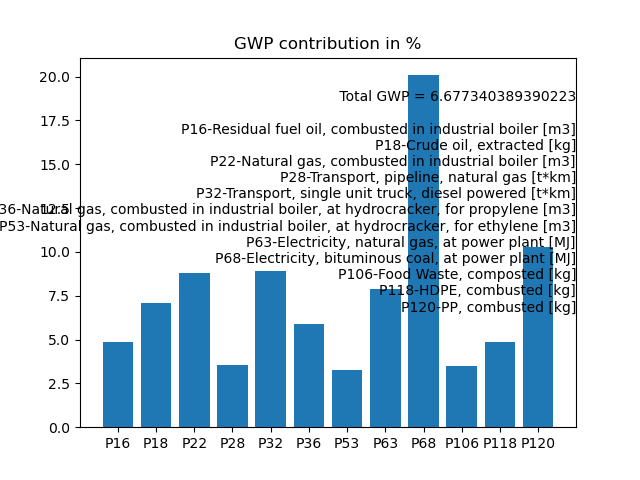 GWP contribution in %
20.0
17.5
15.0
12.5
10.0
7.5
5.0
2.5
0.0
Total GWP = 6.677340389390223
P16-Residual fuel oil, combusted in industrial boiler [m3]
P18-Crude oil, extracted [kg]
P22-Natural gas, combusted in industrial boiler [m3]
P28-Transport, pipeline, natural gas [t*km]
P32-Transport, single unit truck, diesel powered [t*km]
36-Natural gas, combusted in industrial boiler, at hydrocracker, for propylene [m3]
P53-Natural gas, combusted in industrial boiler, at hydrocracker, for ethylene [m3]
P63-Electricity, natural gas, at power plant [MJ]
P68-Electricity, bituminous coal, at power plant [MJ]
P106-Food Waste, composted [kg]
P118-HDPE, combusted [kg]
P120-PP, combusted [kg]
P16 P18 P22 P28 P32 P36 P53 P63 P68 P106 P118 P120